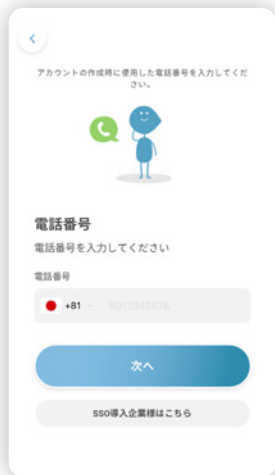 アカウントの作成時に使用した電話番号を入力してくだ
さい。
電話番号
電話番号を入力してください
電話番号
+81 - 8012345678
次へ
SSO導入企業様はこちら